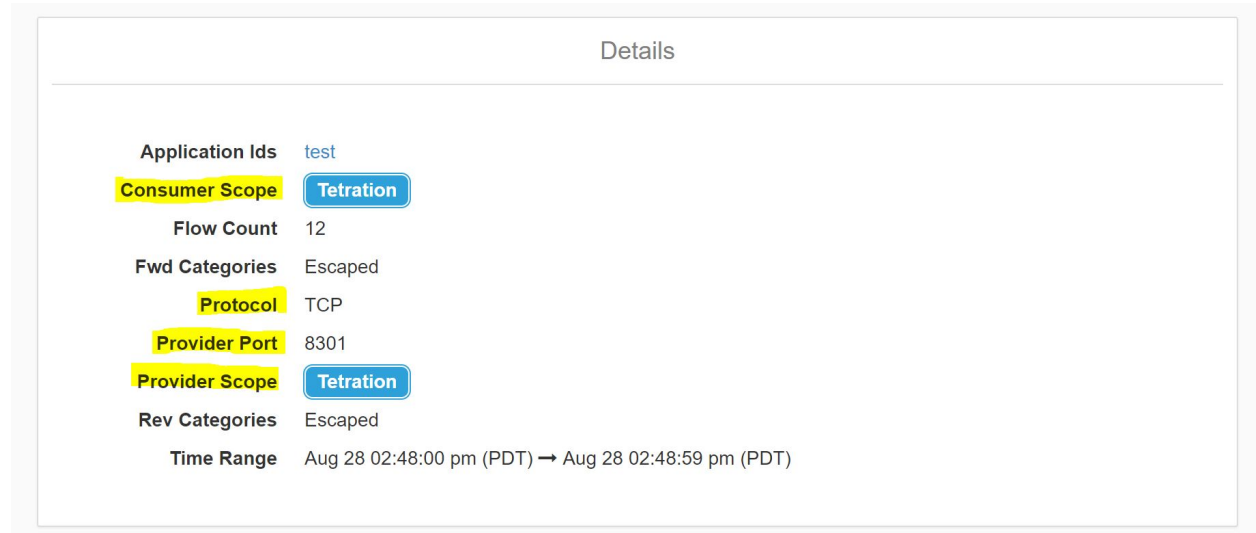 Details
Application Ids test
Consumer Scope Tetration
Flow Count 12
Fwd Categories Escaped
Protocol TCP
Provider Port 8301
Provider Scope Tetration
Rev Categories Escaped
Time Range Aug 28 02:48:00 pm (PDT) → Aug 28 02:48:59 pm (PDT)